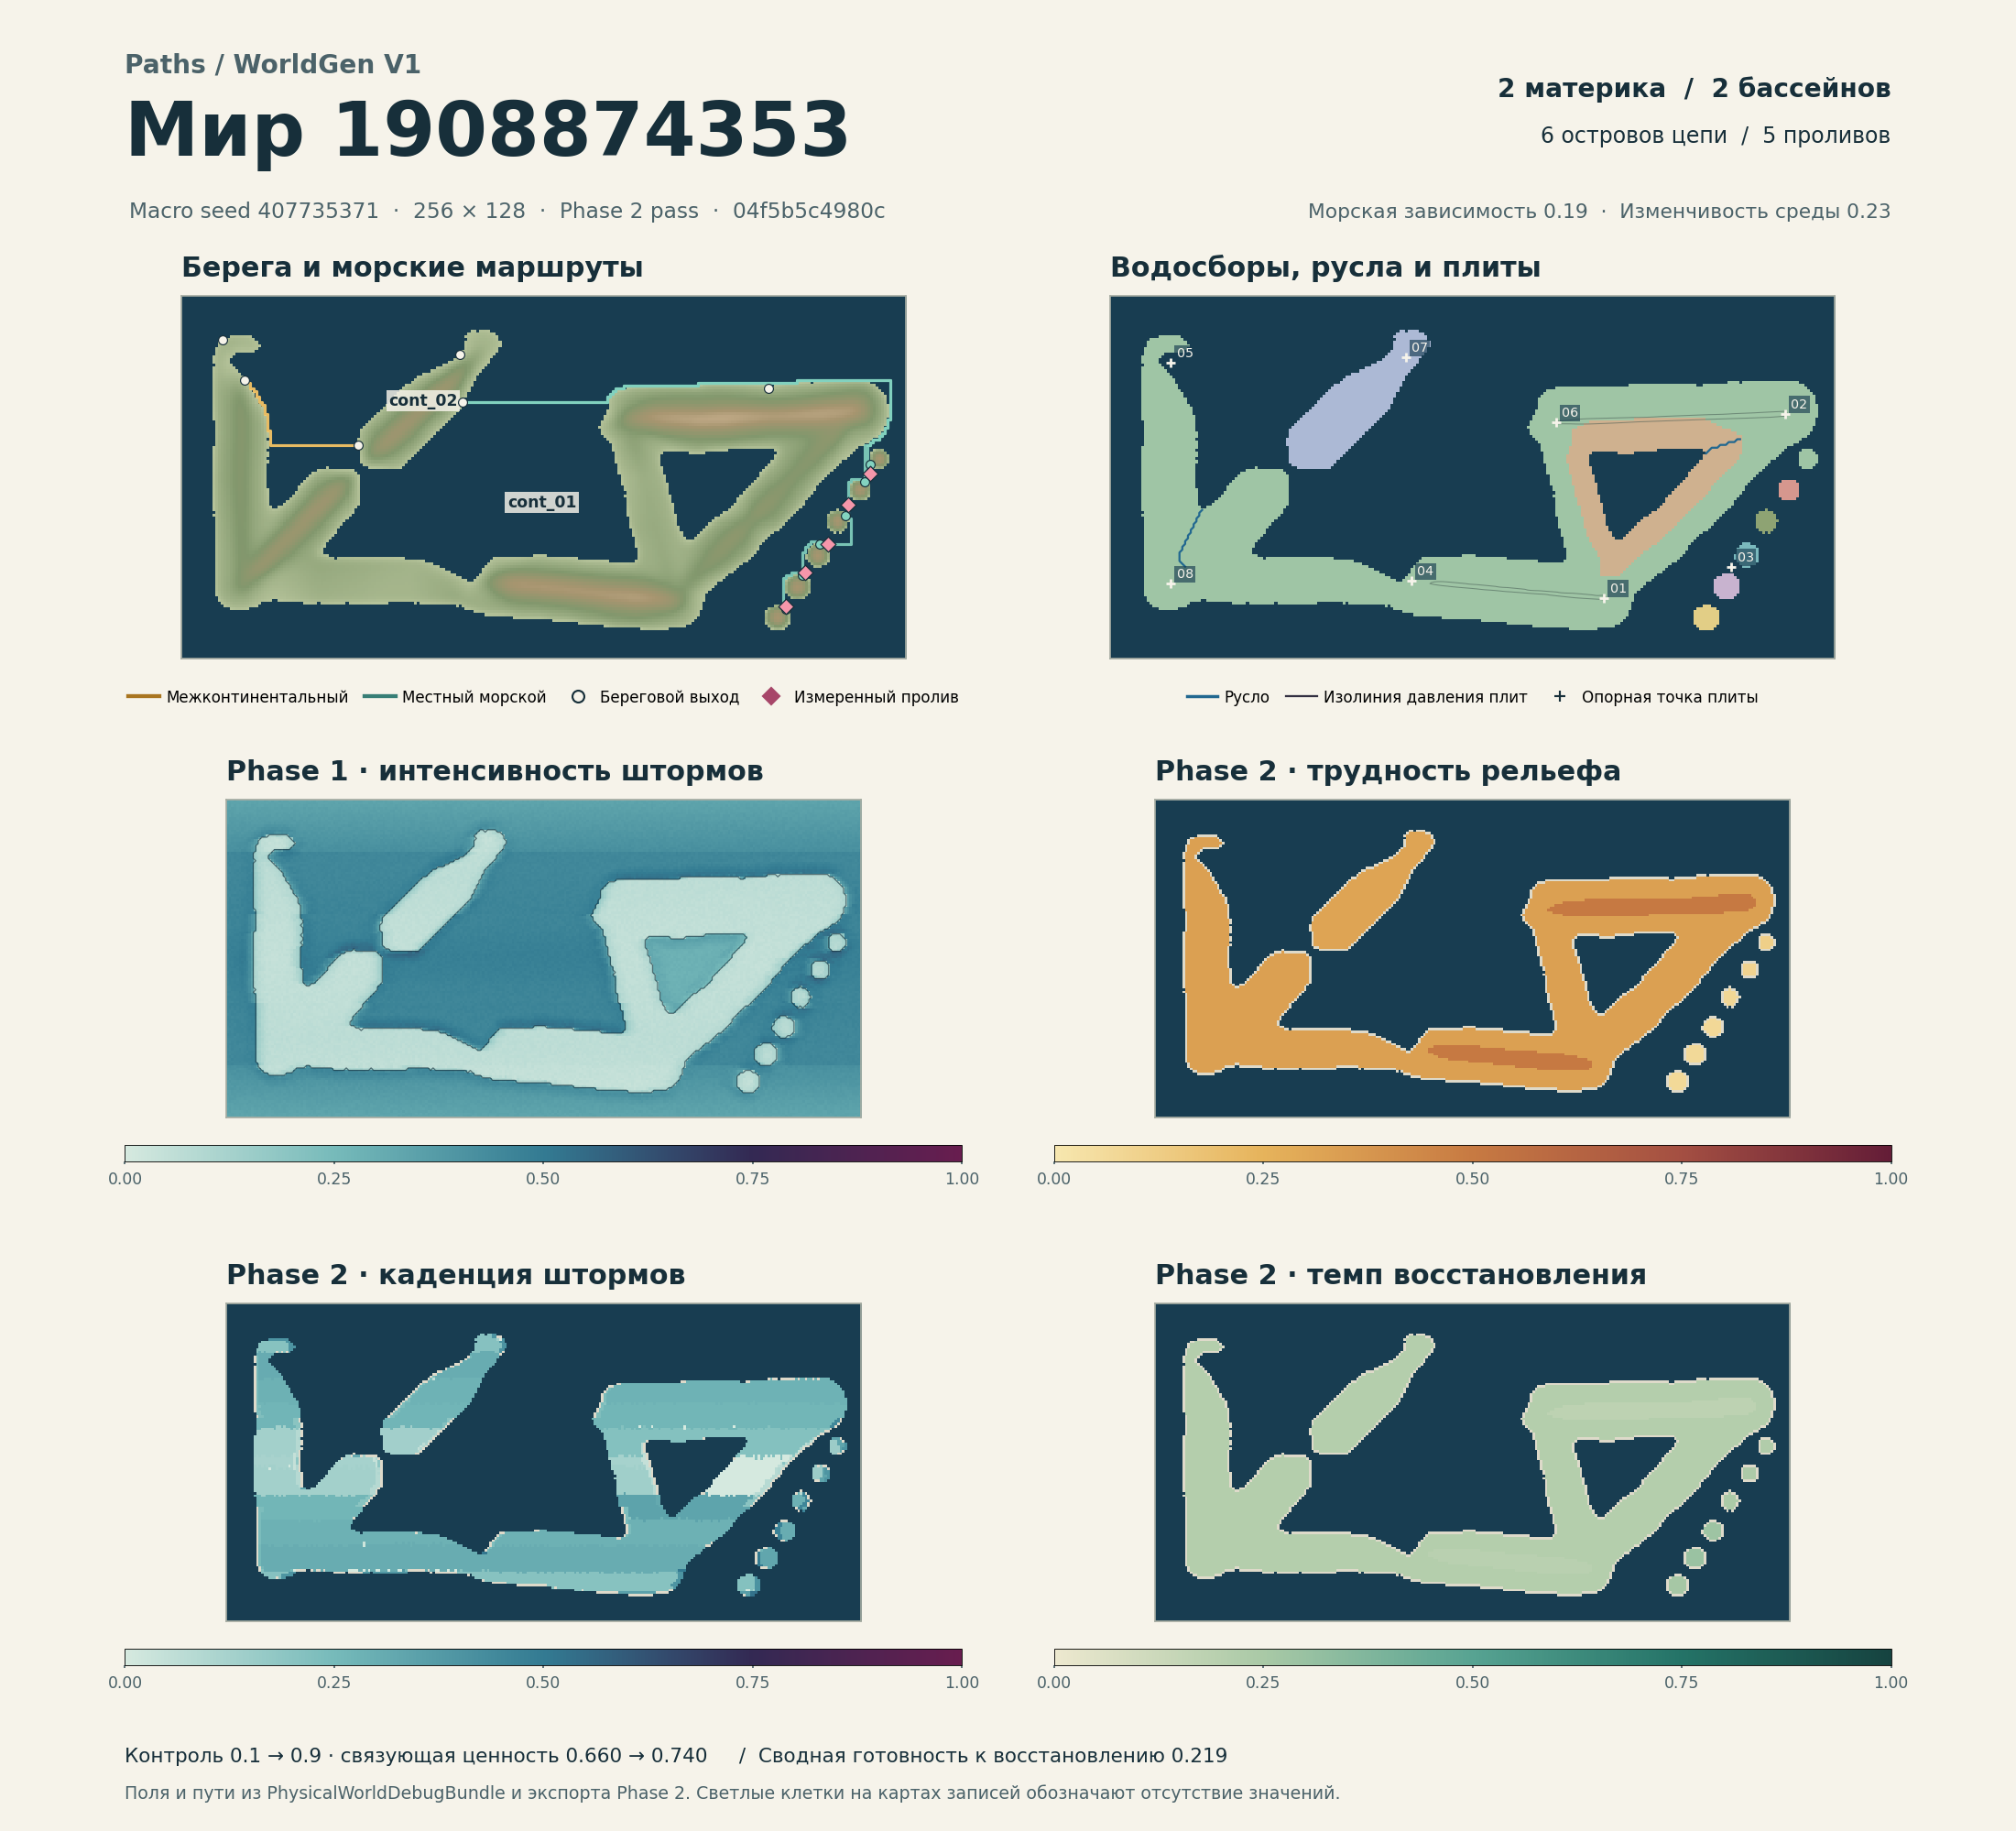 Paths / WorldGen V1
Мир 1908874353
2 материка / 2 бассейнов
6 островов цепи / 5 проливов
Macro seed 407735371 · 256 × 128 · Phase 2 pass · 04f5b5c4980c
Морская зависимость 0.19 · Изменчивость среды 0.23
Берега и морские маршруты
cont_02
cont_01
Межконтинентальный
Местный морской
Береговой выход
Измеренный пролив
Водосборы, русла и плиты
07
05
02
06
03
04
08
01
Русло
Изолиния давления плит
Опорная точка плиты
Phase 1 · интенсивность штормов
0.00 0.25 0.50 0.75 1.00
Phase 2 · трудность рельефа
0.00 0.25 0.50 0.75 1.00
Phase 2 · каденция штормов
0.00 0.25 0.50 0.75 1.00
Phase 2 · темп восстановления
0.00 0.25 0.50 0.75 1.00
Контроль 0.1 → 0.9 · связующая ценность 0.660 → 0.740 / Сводная готовность к восстановлению 0.219
Поля и пути из PhysicalWorldDebugBundle и экспорта Phase 2. Светлые клетки на картах записей обозначают отсутствие значений.